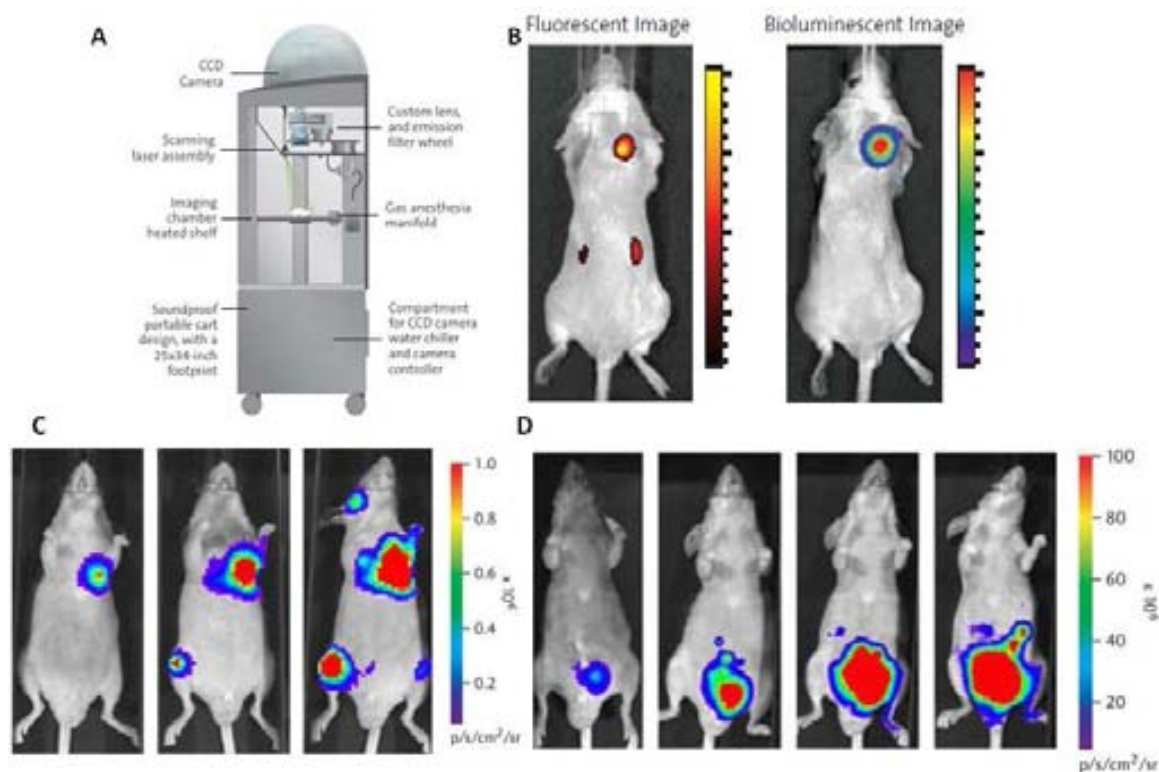 A
CCD
Camera
Scanning
laser assembly
Imaging
chamber
heated shelf
Soundproof
portable cart
design, with a
25x34-inch
footprint
Custom lens,
and emission
filter wheel
Gas anesthesia
manifold
Compartment
for CCD camera
water chiller
and camera
controller
B
Fluorescent Image
Bioluminescent Image
C
1.0
0.8
0.6
0.4
0.2
p/s/cm²/sr
D
100
80
60
40
20
p/s/cm²/sr